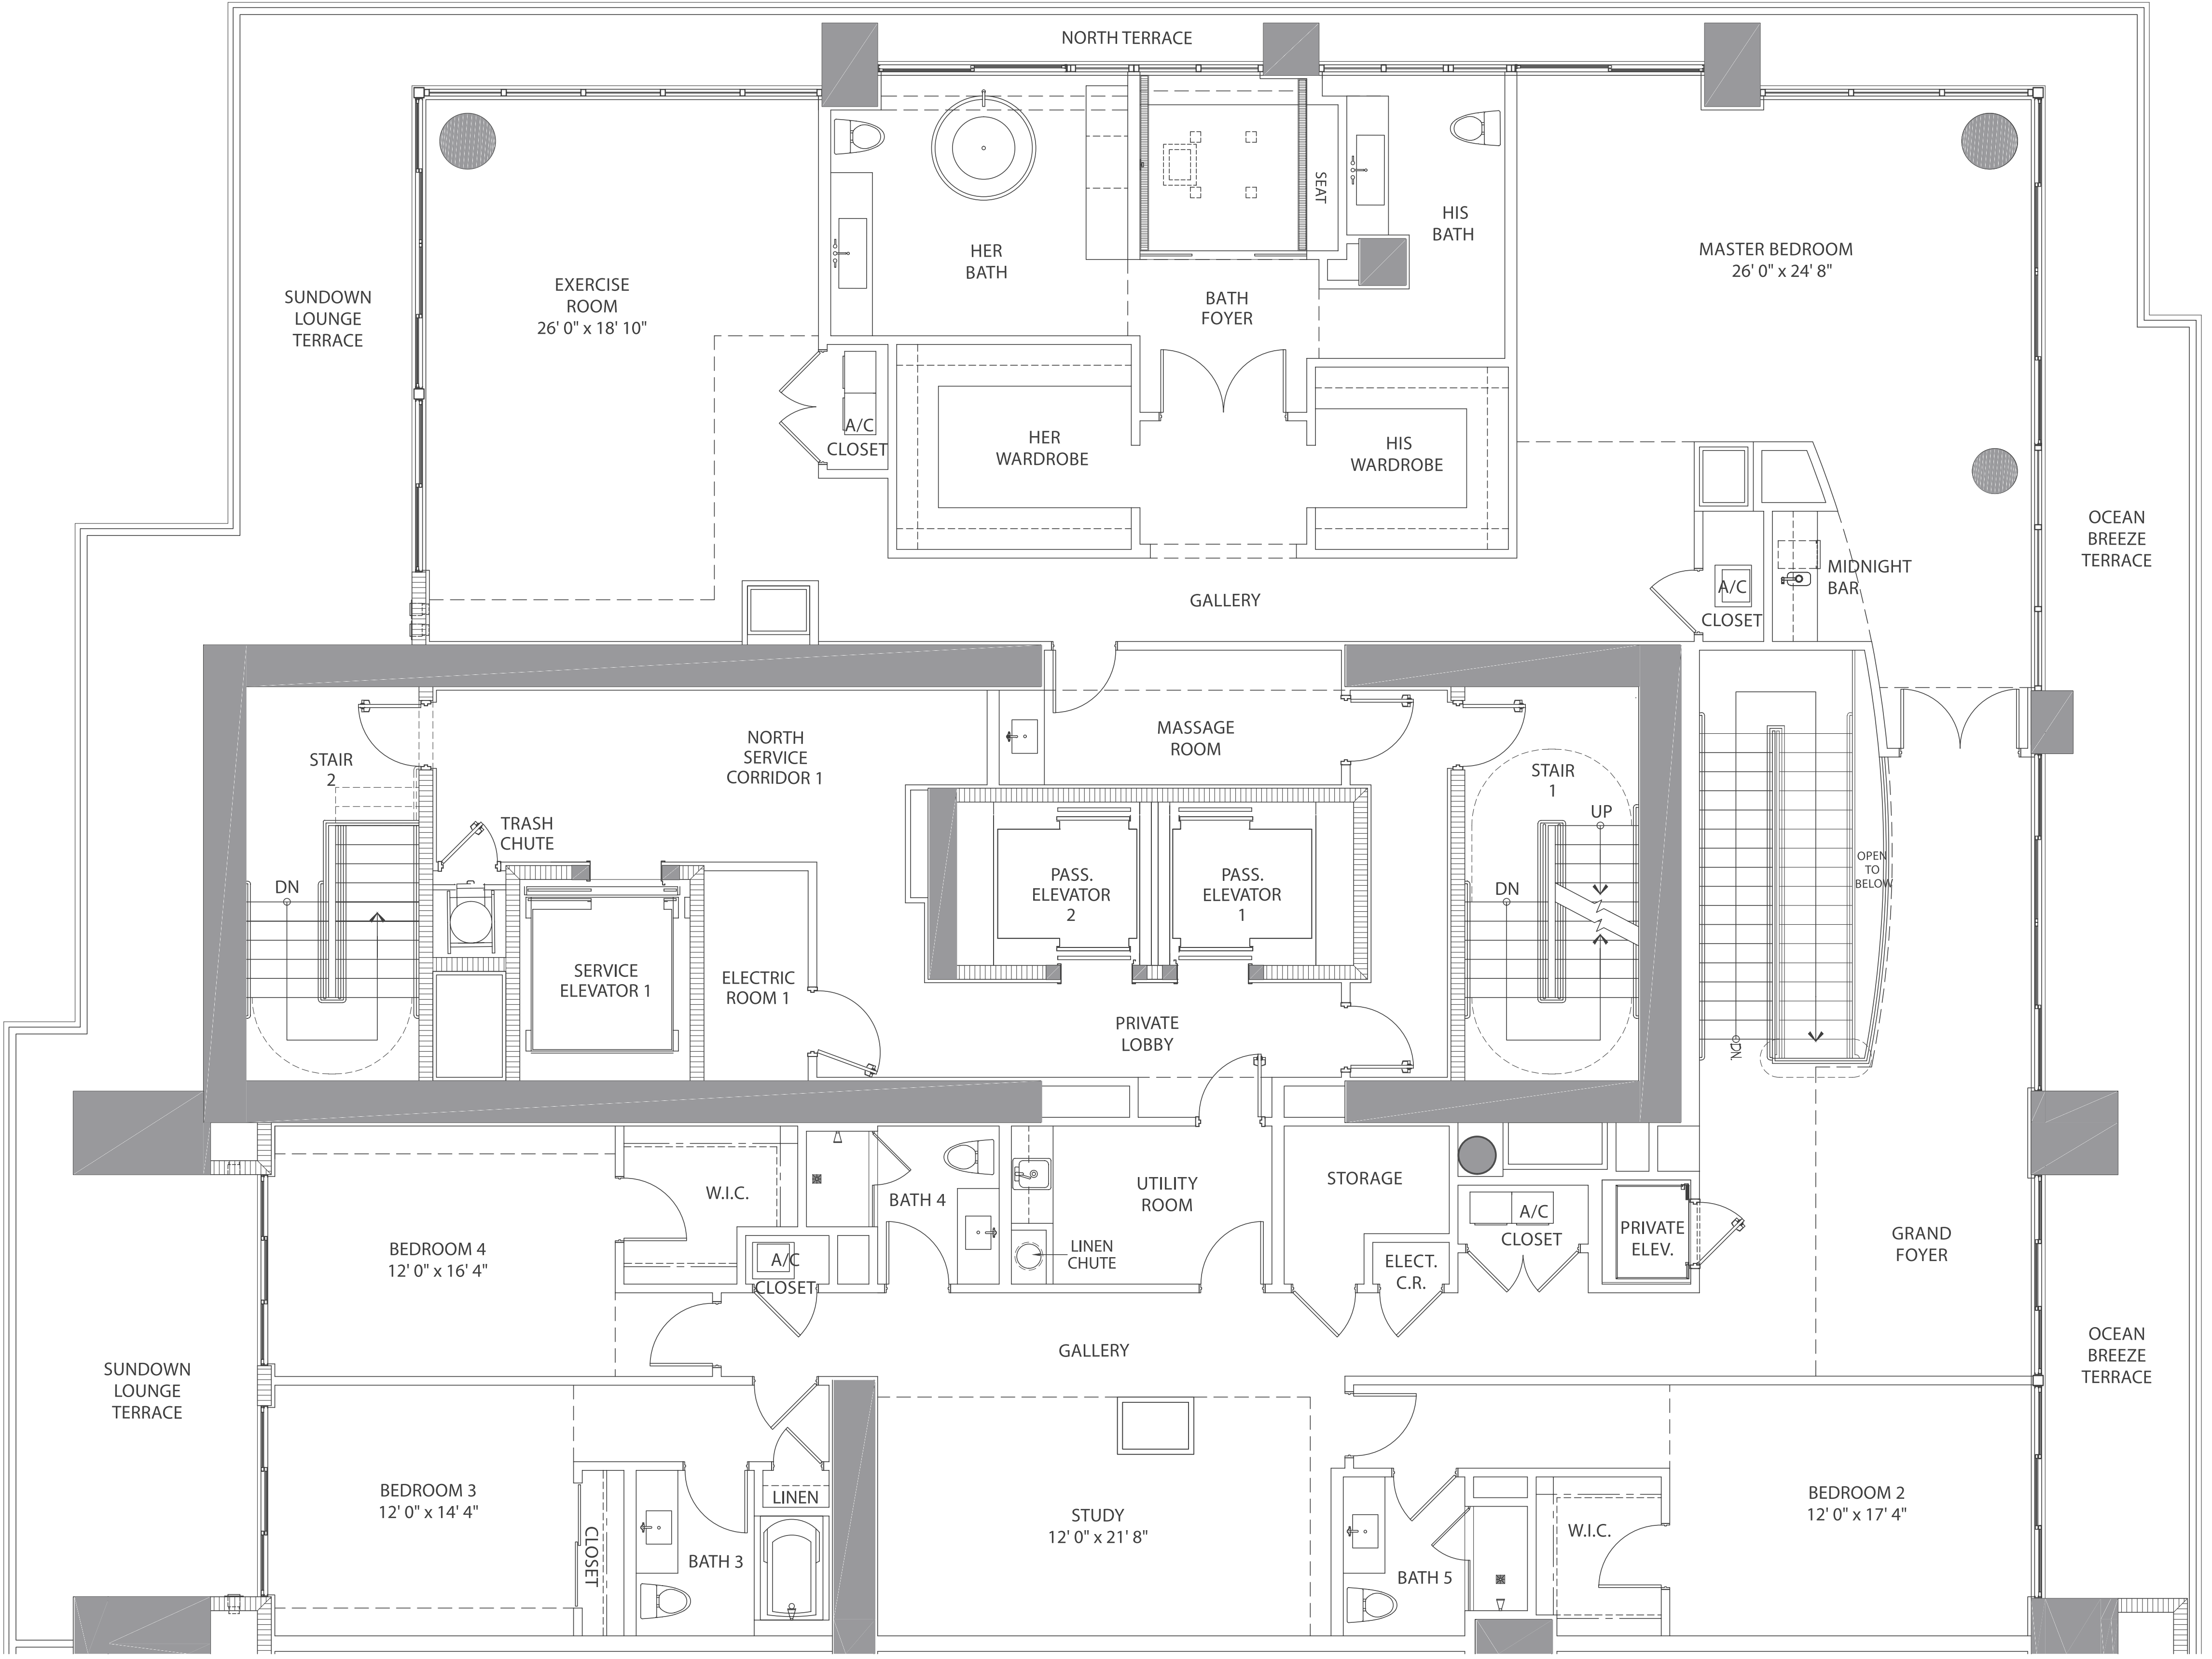 NORTH TERRACE
SEAT
HIS
BATH
HER
BATH
MASTER BEDROOM
26' 0" x 24' 8"
EXERCISE
ROOM
26' 0" x 18' 10"
SUNDOWN
LOUNGE
TERRACE
BATH
FOYER
A/C
CLOSET
HER
WARDROBE
HIS
WARDROBE
OCEAN
BREEZE
TERRACE
MIDNIGHT
BAR
A/C
CLOSET
GALLERY
MASSAGE
ROOM
NORTH
SERVICE
CORRIDOR 1
STAIR
2
STAIR
1
UP
TRASH
CHUTE
OPEN
TO
BELOW
DN
PASS.
ELEVATOR
2
PASS.
ELEVATOR
1
DN
SERVICE
ELEVATOR 1
ELECTRIC
ROOM 1
PRIVATE
LOBBY
DN
W.I.C.
BATH 4
UTILITY
ROOM
STORAGE
A/C
CLOSET
PRIVATE
ELEV.
GRAND
FOYER
BEDROOM 4
12' 0" x 16' 4"
A/C
CLOSET
LINEN
CHUTE
ELECT.
C.R.
GALLERY
OCEAN
BREEZE
TERRACE
SUNDOWN
LOUNGE
TERRACE
BEDROOM 3
12' 0" x 14' 4"
LINEN
CLOSET
BATH 3
STUDY
12' 0" x 21' 8"
BATH 5
W.I.C.
BEDROOM 2
12' 0" x 17' 4"